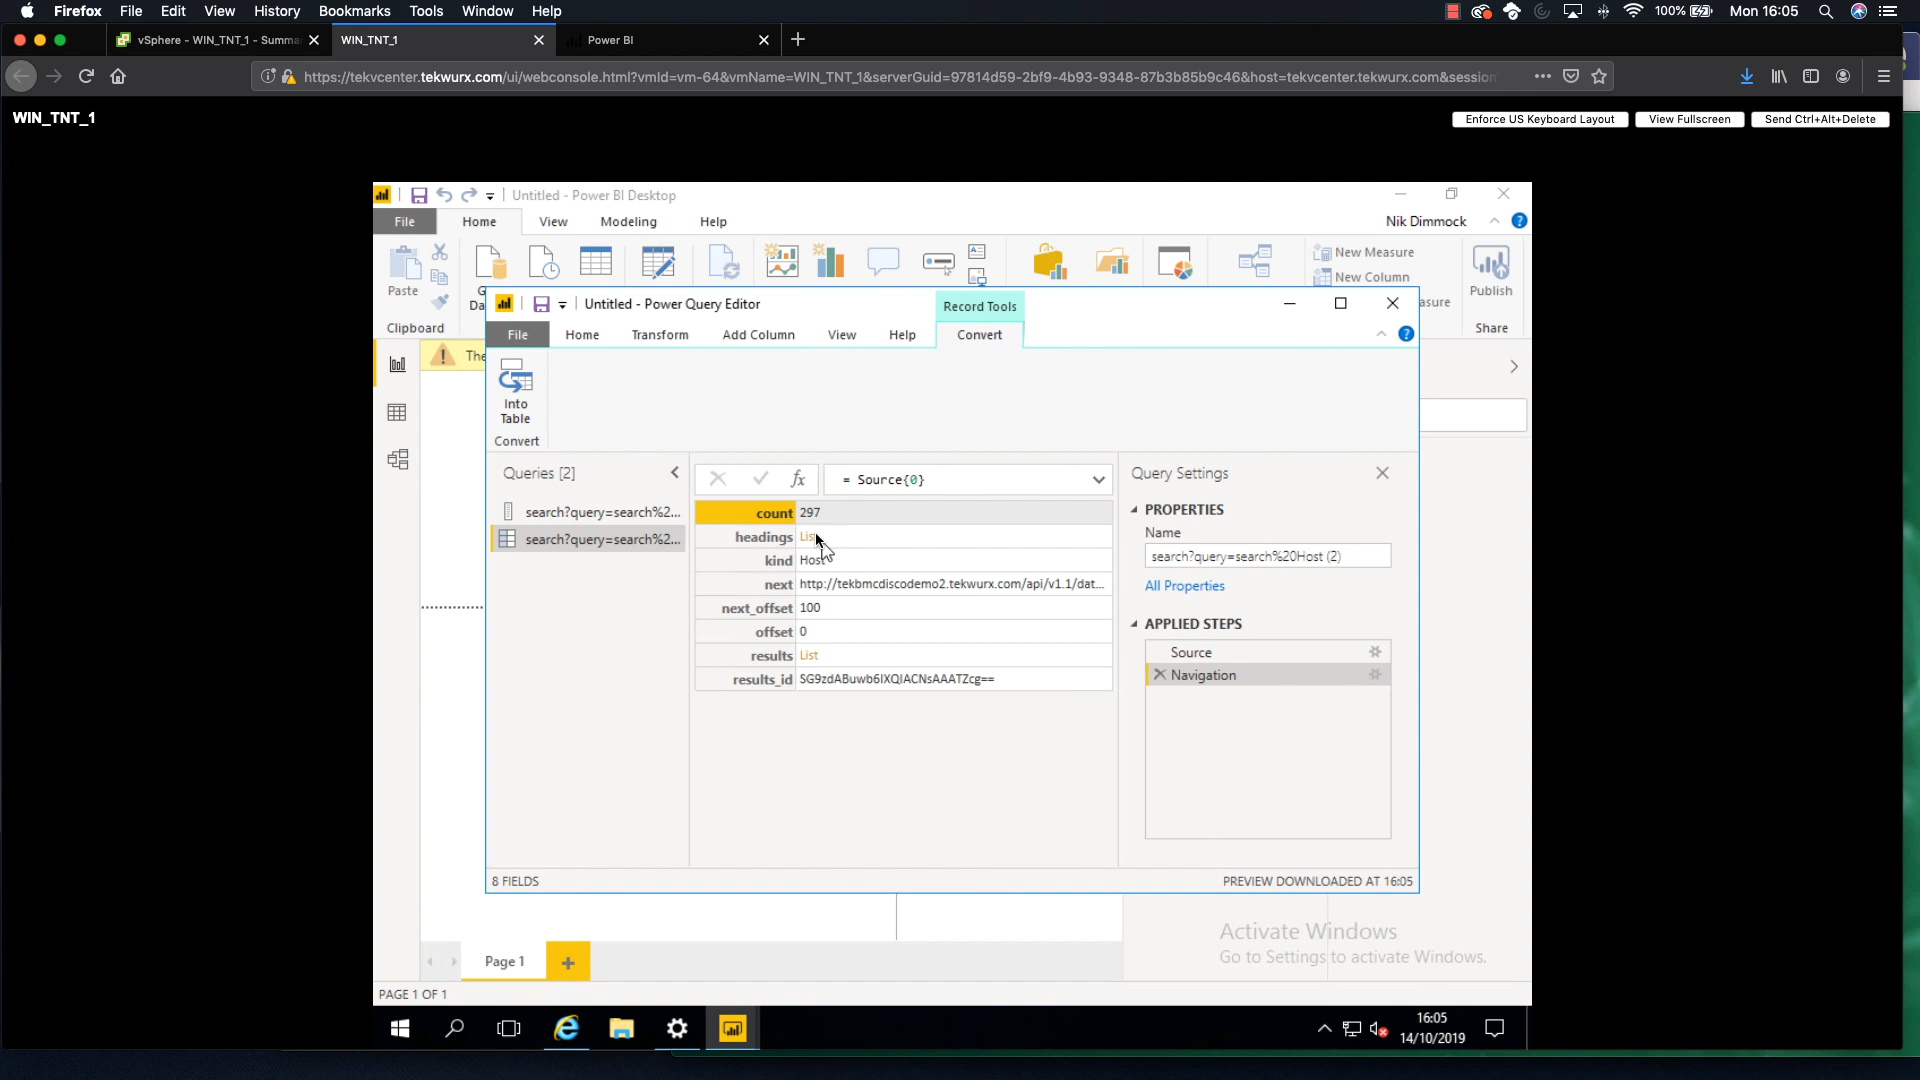 Firefox File Edit View History Bookmarks Tools Window Help 100% Mon 16:05
vSphere - WIN_TNT_1 - Summa WIN_TNT_1 Power BI
https://tekvcenter.tekwurx.com/ui/webconsole.html?vmId=vm-64&vmName=WIN_TNT_1&serverGuid=97814d59-2bf9-4b93-9348-87b3b85b9c46&host=tekvcenter.tekwurx.com&session
WIN_TNT_1 Enforce US Keyboard Layout View Fullscreen Send Ctrl+Alt+Delete
Untitled - Power BI Desktop
File Home View Modeling Help Nik Dimmock
New Measure
New Column
Paste Publish
Clipboard Share
The
Untitled - Power Query Editor Record Tools
File Home Transform Add Column View Help Convert
Into
Table
Convert
Queries [2] fx = Source{0} Query Settings
search?query=search%2...
search?query=search%2...
count 297
headings
kind Host
next http://tekbmcdiscodemo2.tekwurx.com/api/v1.1/dat...
next_offset 100
offset 0
results List
results_id SG9zdABuwb6IXQIACNsAAATZcg==
PROPERTIES
Name
search?query=search%20Host (2)
All Properties
APPLIED STEPS
Source
Navigation
8 FIELDS PREVIEW DOWNLOADED AT 16:05
Activate Windows
Go to Settings to activate Windows.
Page 1
PAGE 1 OF 1
16:05
14/10/2019